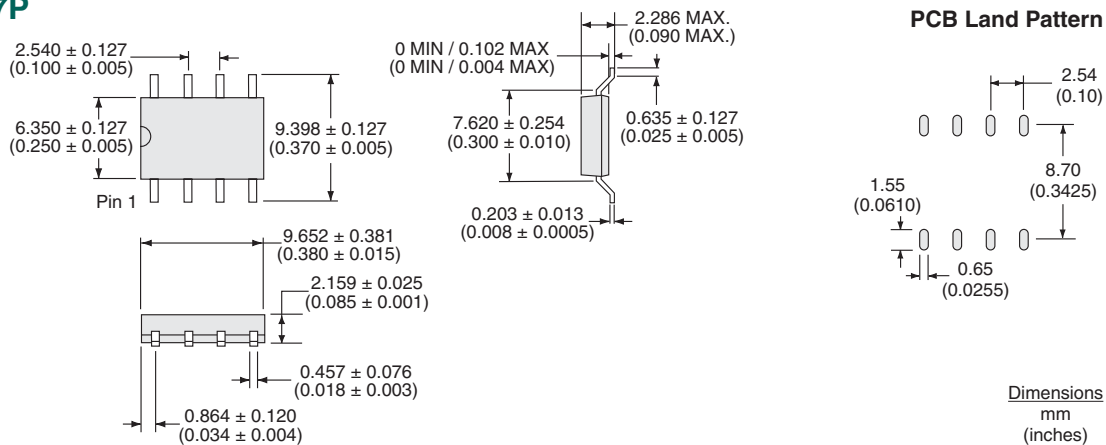 7P
2.540 ± 0.127
(0.100 ± 0.005)
6.350 ± 0.127
(0.250 ± 0.005)
9.398 ± 0.127
(0.370 ± 0.005)
Pin 1
9.652 ± 0.381
(0.380 ± 0.015)
2.159 ± 0.025
(0.085 ± 0.001)
0.457 ± 0.076
(0.018 ± 0.003)
0.864 ± 0.120
(0.034 ± 0.004)
2.286 MAX.
(0.090 MAX.)
0 MIN / 0.102 MAX
(0 MIN / 0.004 MAX)
7.620 ± 0.254
(0.300 ± 0.010)
0.635 ± 0.127
(0.025 ± 0.005)
0.203 ± 0.013
(0.008 ± 0.0005)
PCB Land Pattern
2.54
(0.10)
8.70
(0.3425)
1.55
(0.0610)
0.65
(0.0255)
Dimensions
mm
(inches)